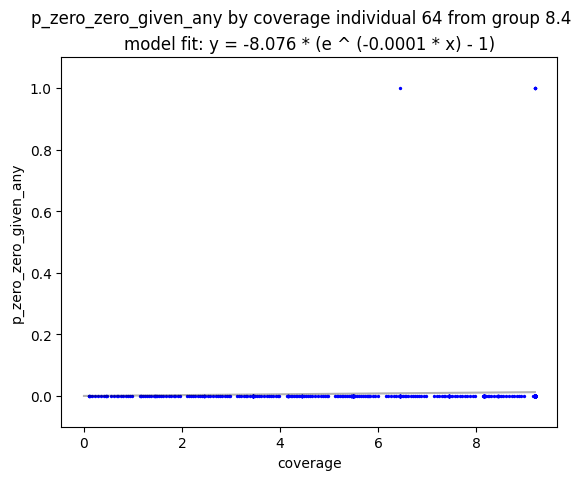 p_zero_zero_given_any by coverage individual 64 from group 8.4
model fit: y = -8.076 * (e ^ (-0.0001 * x) - 1)
1.0
0.8
0.6
0.4
0.2
0.0
p_zero_zero_given_any
0 2 4 6 8
coverage